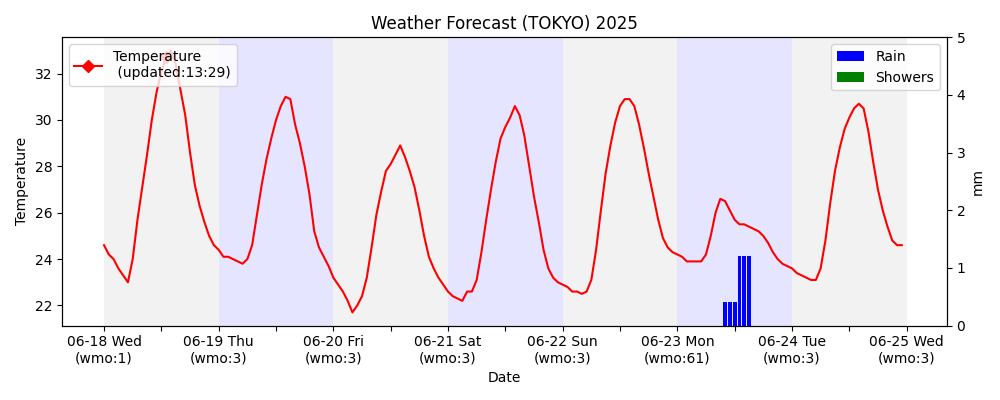 Weather Forecast (TOKYO) 2025
Temperature
(updated:13:29)
Rain
Showers
Temperature
32
30
28
26
24
22
5
4
3
2
1
0
mm
06-18 Wed
(wmo:1)
06-19 Thu
(wmo:3)
06-20 Fri
(wmo:3)
06-21 Sat
(wmo:3)
06-22 Sun
(wmo:3)
06-23 Mon
(wmo:61)
06-24 Tue
(wmo:3)
06-25 Wed
(wmo:3)
Date